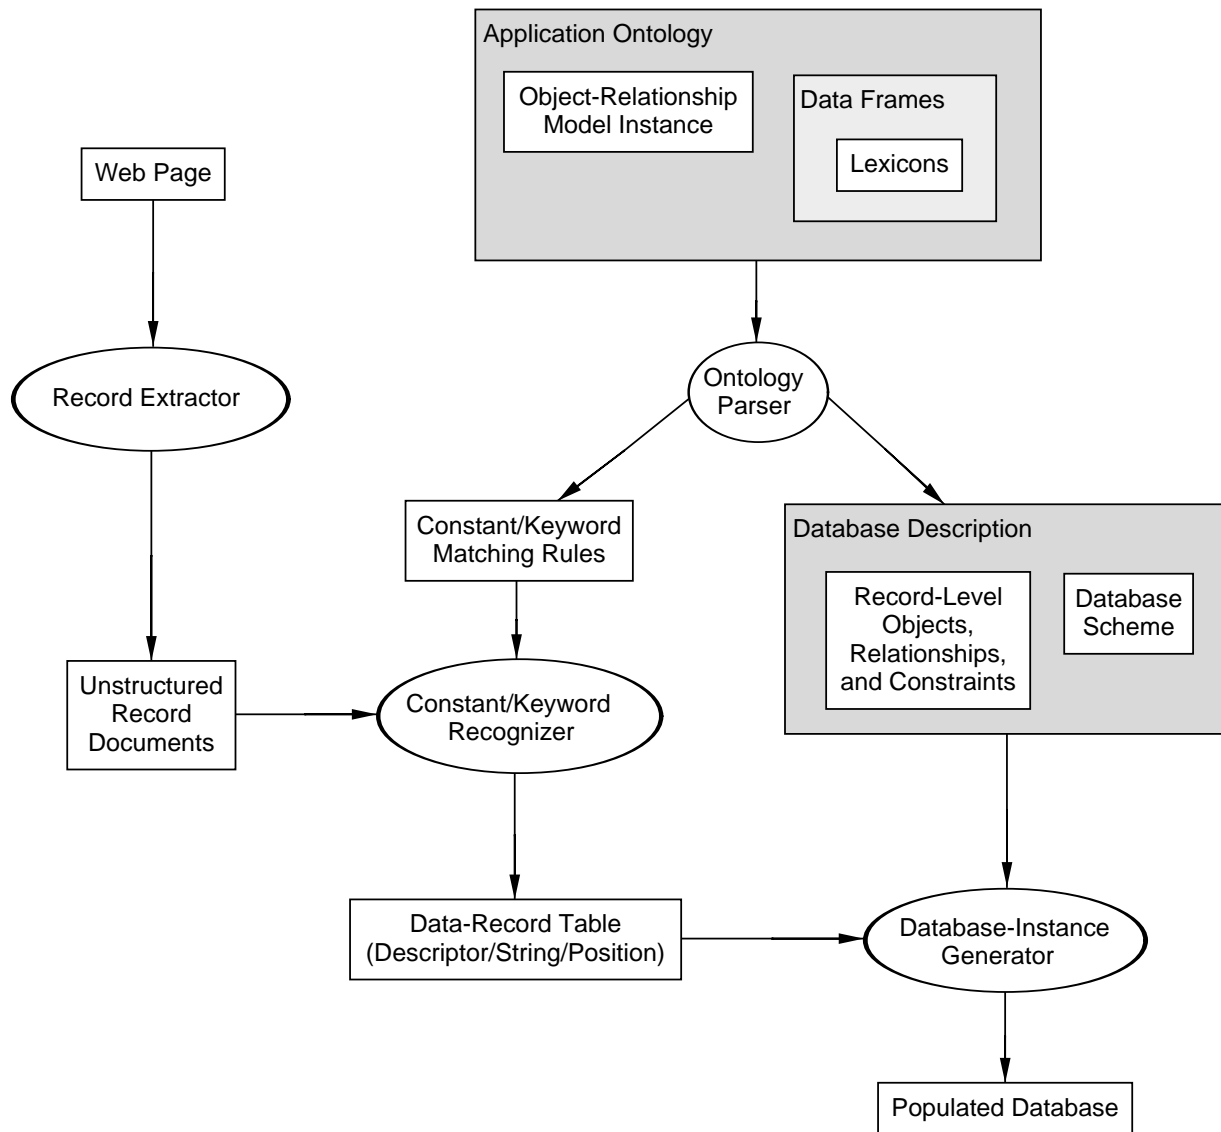 Application Ontology
Object-Relationship
Model Instance
Data Frames
Lexicons
Web Page
Record Extractor
Ontology
Parser
Constant/Keyword
Matching Rules
Database Description
Record-Level
Objects,
Relationships,
and Constraints
Database
Scheme
Unstructured
Record
Documents
Constant/Keyword
Recognizer
Data-Record Table
(Descriptor/String/Position)
Database-Instance
Generator
Populated Database